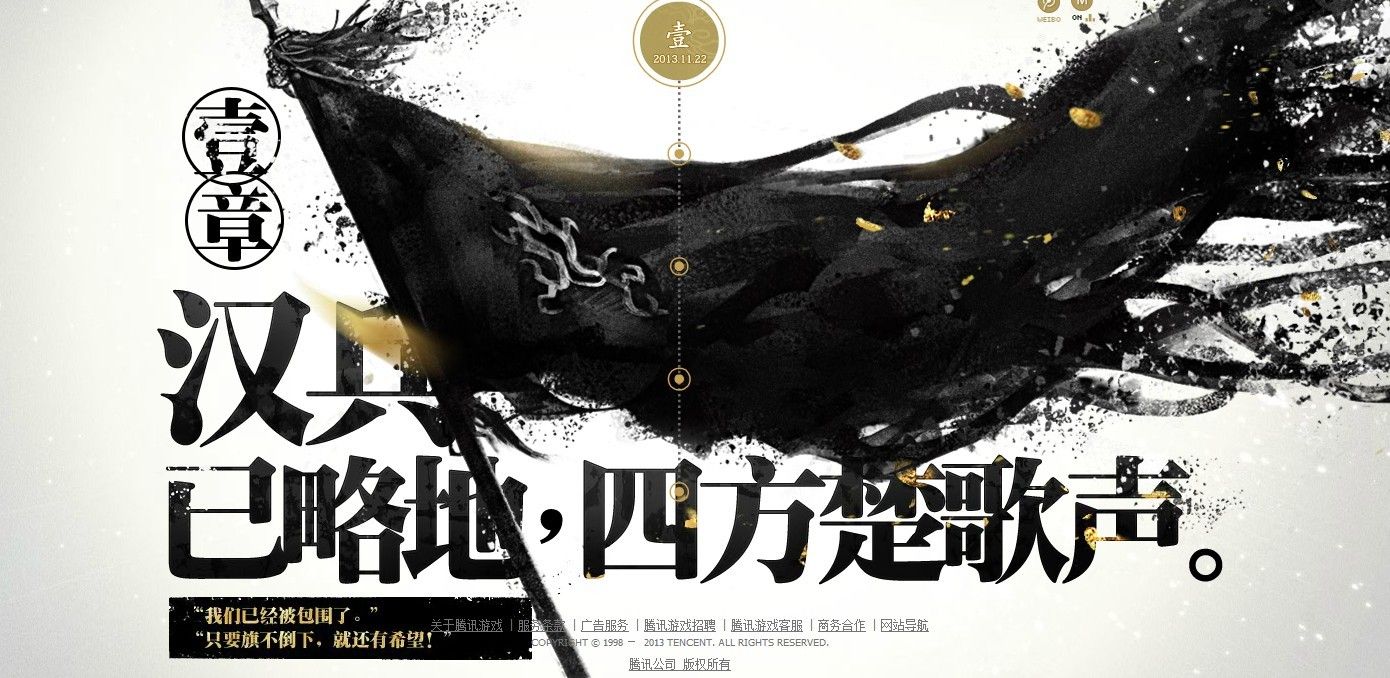 WEIBO
ON
壹
2013.11.22
壹章
汉兵
已略地，四方楚歌声。
“我们已经被包围了。”
“只要旗不倒下，就还有希望！”
关于腾讯游戏 | 服务条款 | 广告服务 | 腾讯游戏招聘 | 腾讯游戏客服 | 商务合作 | 网站导航
COPYRIGHT © 1998 – 2013 TENCENT. ALL RIGHTS RESERVED.
腾讯公司 版权所有